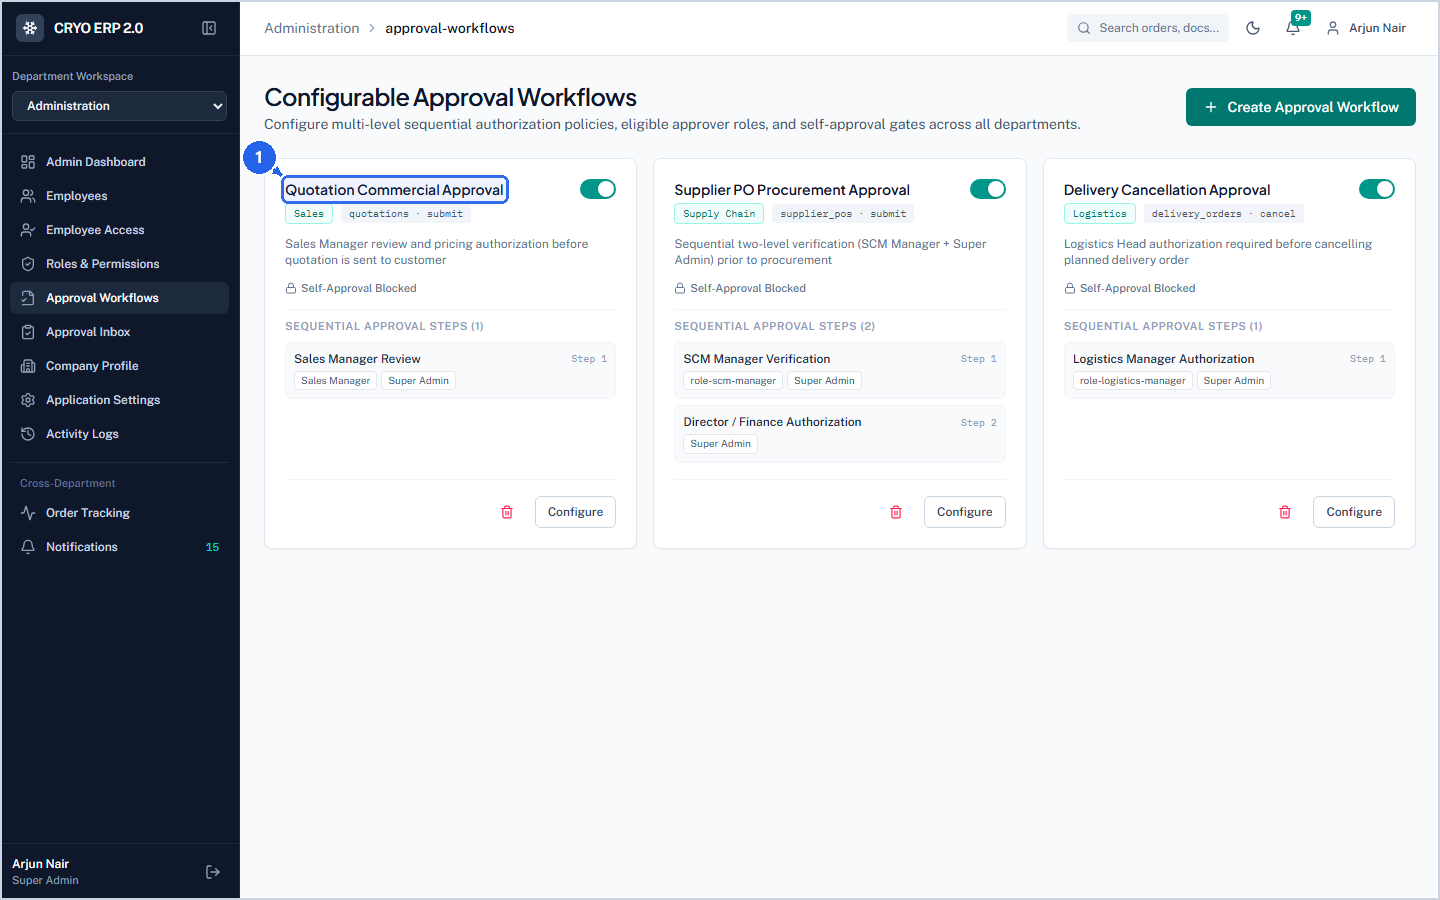 CRYO ERP 2.0
Department Workspace
Administration
Admin Dashboard
Employees
Employee Access
Roles & Permissions
Approval Workflows
Approval Inbox
Company Profile
Application Settings
Activity Logs
Cross-Department
Order Tracking
Notifications 15
Arjun Nair
Super Admin
Administration > approval-workflows
Search orders, docs...
9+
Arjun Nair
Configurable Approval Workflows
Configure multi-level sequential authorization policies, eligible approver roles, and self-approval gates across all departments.
+ Create Approval Workflow
1
Quotation Commercial Approval
Sales quotations · submit
Sales Manager review and pricing authorization before
quotation is sent to customer
Self-Approval Blocked
SEQUENTIAL APPROVAL STEPS (1)
Sales Manager Review Step 1
Sales Manager Super Admin
Configure
Supplier PO Procurement Approval
Supply Chain supplier_pos · submit
Sequential two-level verification (SCM Manager + Super
Admin) prior to procurement
Self-Approval Blocked
SEQUENTIAL APPROVAL STEPS (2)
SCM Manager Verification Step 1
role-scm-manager Super Admin
Director / Finance Authorization Step 2
Super Admin
Configure
Delivery Cancellation Approval
Logistics delivery_orders · cancel
Logistics Head authorization required before cancelling
planned delivery order
Self-Approval Blocked
SEQUENTIAL APPROVAL STEPS (1)
Logistics Manager Authorization Step 1
role-logistics-manager Super Admin
Configure